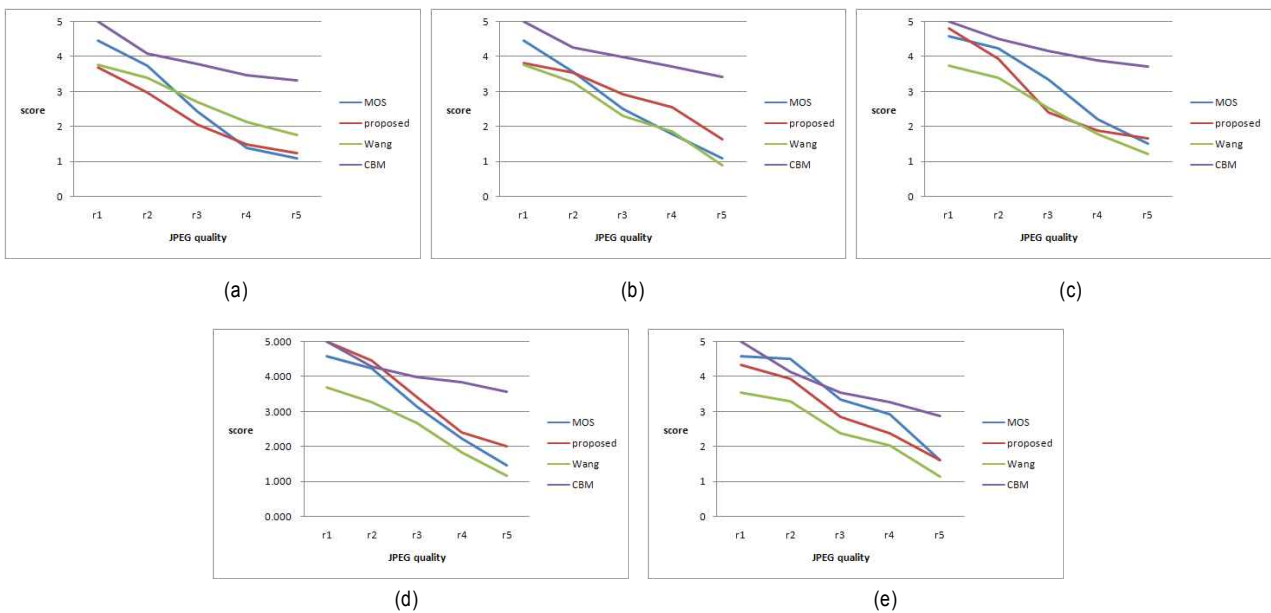 5
4
3
score
2
1
0
r1 r2 r3 r4 r5
JPEG quality
MOS
proposed
Wang
CBM
(a)
5
4
3
score
2
1
0
r1 r2 r3 r4 r5
JPEG quality
MOS
proposed
Wang
CBM
(b)
5
4
3
score
2
1
0
r1 r2 r3 r4 r5
JPEG quality
MOS
proposed
Wang
CBM
(c)
5.000
4.000
3.000
score
2.000
1.000
0.000
r1 r2 r3 r4 r5
JPEG quality
MOS
proposed
Wang
CBM
(d)
5
4
3
score
2
1
0
r1 r2 r3 r4 r5
JPEG quality
MOS
proposed
Wang
CBM
(e)